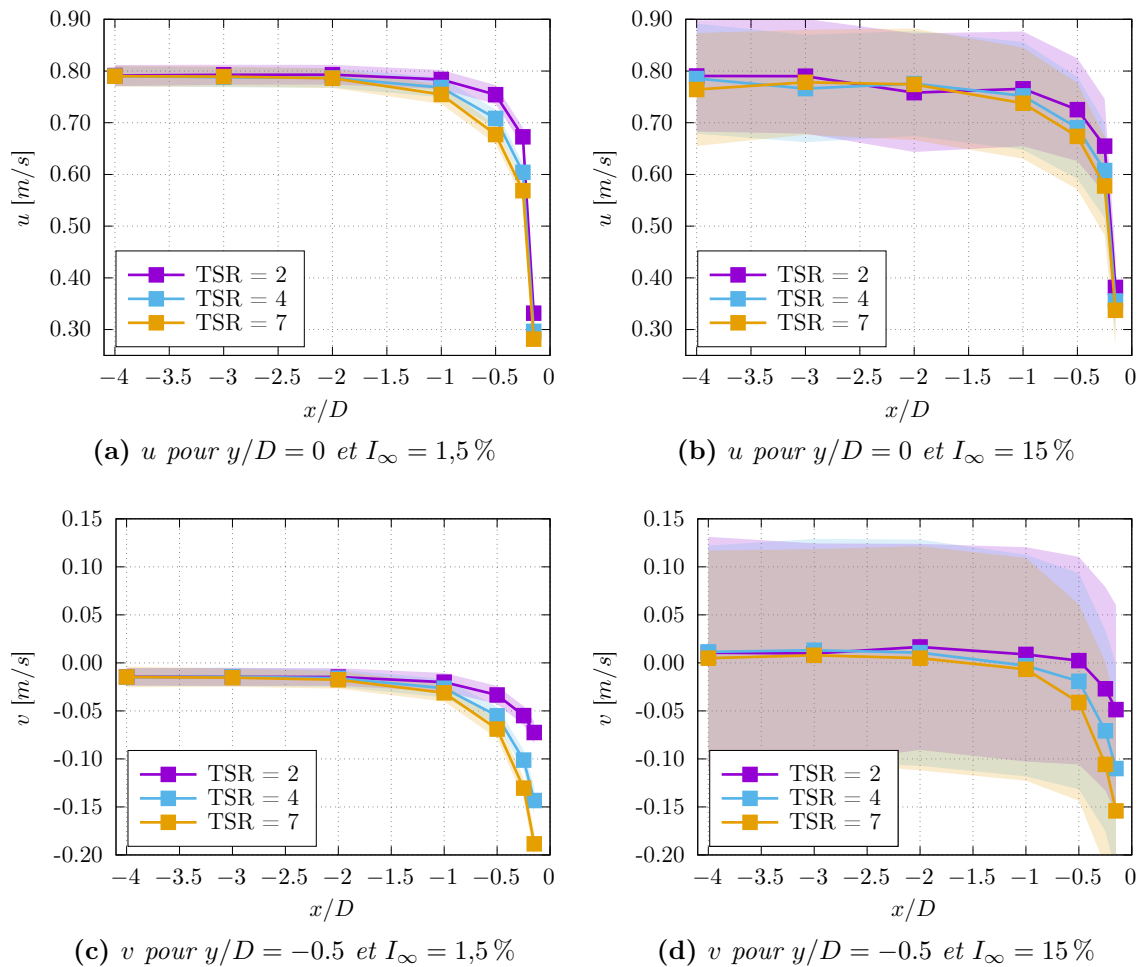 0.90
0.80
0.70
0.60
0.50
0.40
0.30
u [m/s]
TSR = 2
TSR = 4
TSR = 7
−4 −3.5 −3 −2.5 −2 −1.5 −1 −0.5 0
x/D
(a) u pour y/D = 0 et I∞ = 1,5 %
0.90
0.80
0.70
0.60
0.50
0.40
0.30
u [m/s]
TSR = 2
TSR = 4
TSR = 7
−4 −3.5 −3 −2.5 −2 −1.5 −1 −0.5 0
x/D
(b) u pour y/D = 0 et I∞ = 15 %
0.15
0.10
0.05
0.00
-0.05
-0.10
-0.15
-0.20
v [m/s]
TSR = 2
TSR = 4
TSR = 7
−4 −3.5 −3 −2.5 −2 −1.5 −1 −0.5 0
x/D
(c) v pour y/D = −0.5 et I∞ = 1,5 %
0.15
0.10
0.05
0.00
-0.05
-0.10
-0.15
-0.20
v [m/s]
TSR = 2
TSR = 4
TSR = 7
−4 −3.5 −3 −2.5 −2 −1.5 −1 −0.5 0
x/D
(d) v pour y/D = −0.5 et I∞ = 15 %